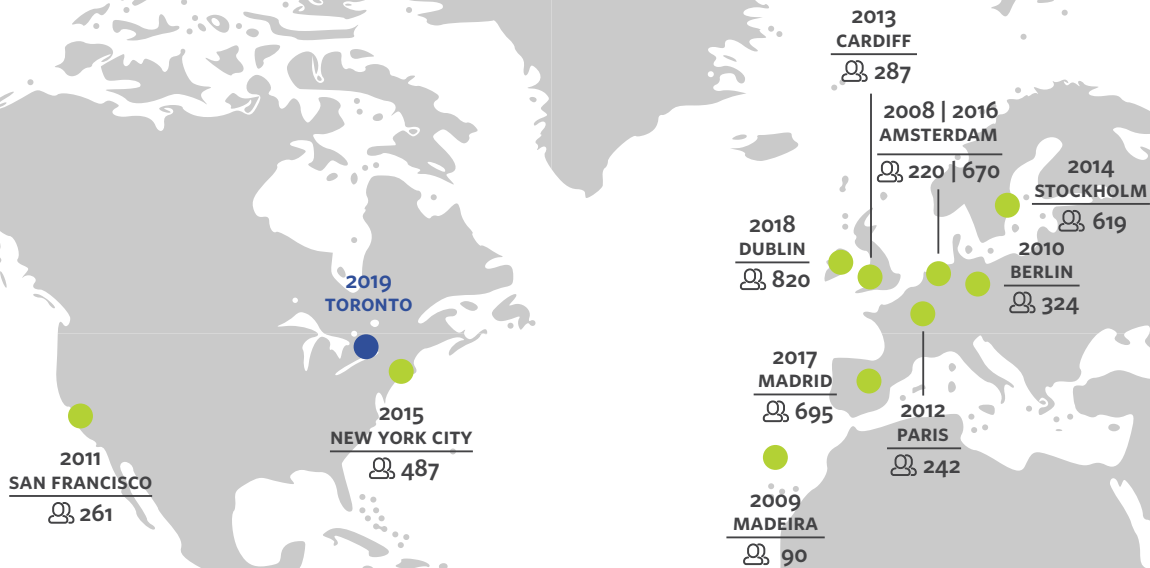 2013
CARDIFF
287
2008 | 2016
AMSTERDAM
220 | 670
2014
STOCKHOLM
619
2018
DUBLIN
820
2010
BERLIN
324
2019
TORONTO
2017
MADRID
695
2015
NEW YORK CITY
487
2012
PARIS
242
2011
SAN FRANCISCO
261
2009
MADEIRA
90